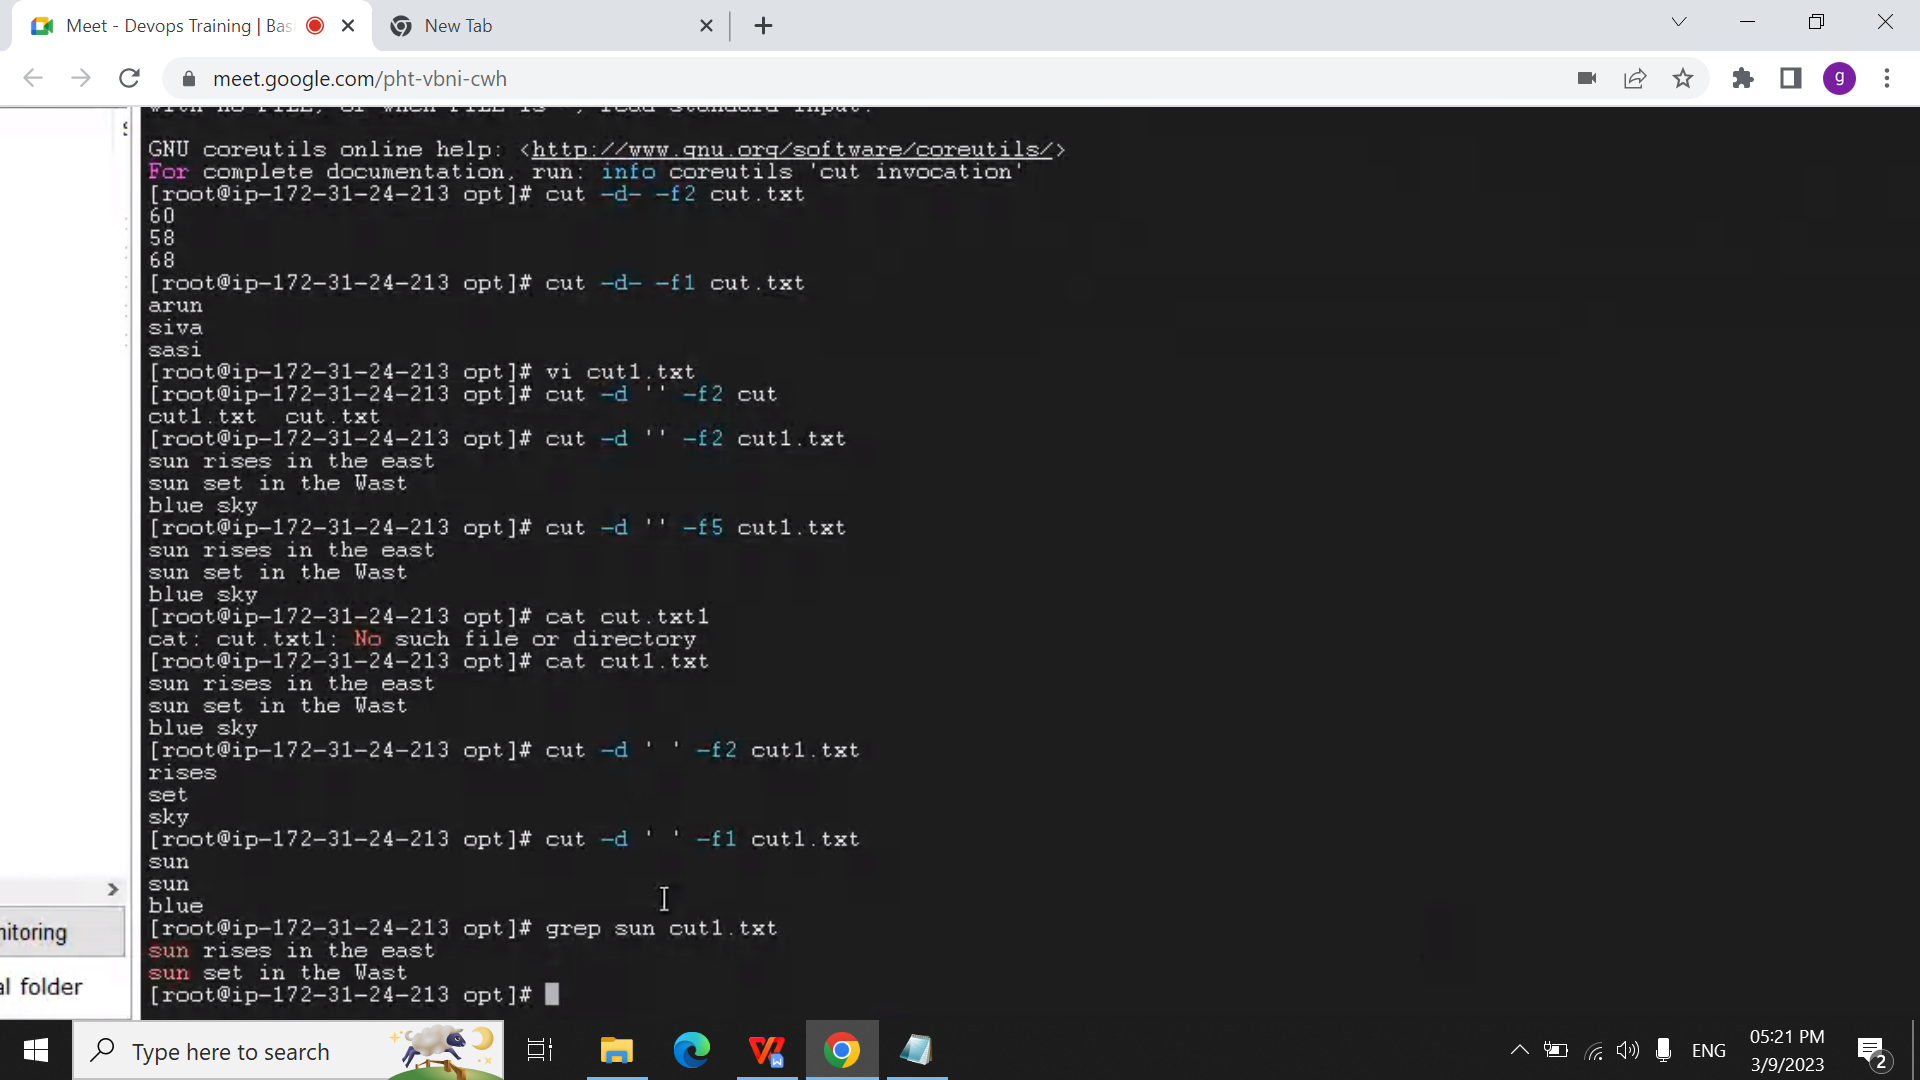 Meet - Devops Training | Bas
New Tab
meet.google.com/pht-vbni-cwh
g
with no FILE, or when FILE is -, read standard input.
GNU coreutils online help: <http://www.gnu.org/software/coreutils/>
For complete documentation, run: info coreutils 'cut invocation'
[root@ip-172-31-24-213 opt]# cut -d- -f2 cut.txt
60
58
68
[root@ip-172-31-24-213 opt]# cut -d- -f1 cut.txt
arun
siva
sasi
[root@ip-172-31-24-213 opt]# vi cut1.txt
[root@ip-172-31-24-213 opt]# cut -d '' -f2 cut
cut1.txt  cut.txt
[root@ip-172-31-24-213 opt]# cut -d '' -f2 cut1.txt
sun rises in the east
sun set in the Wast
blue sky
[root@ip-172-31-24-213 opt]# cut -d '' -f5 cut1.txt
sun rises in the east
sun set in the Wast
blue sky
[root@ip-172-31-24-213 opt]# cat cut.txt1
cat: cut.txt1: No such file or directory
[root@ip-172-31-24-213 opt]# cat cut1.txt
sun rises in the east
sun set in the Wast
blue sky
[root@ip-172-31-24-213 opt]# cut -d ' ' -f2 cut1.txt
rises
set
sky
[root@ip-172-31-24-213 opt]# cut -d ' ' -f1 cut1.txt
sun
sun
blue
[root@ip-172-31-24-213 opt]# grep sun cut1.txt
sun rises in the east
sun set in the Wast
[root@ip-172-31-24-213 opt]#
nitoring
al folder
Type here to search
ENG
05:21 PM
3/9/2023
2